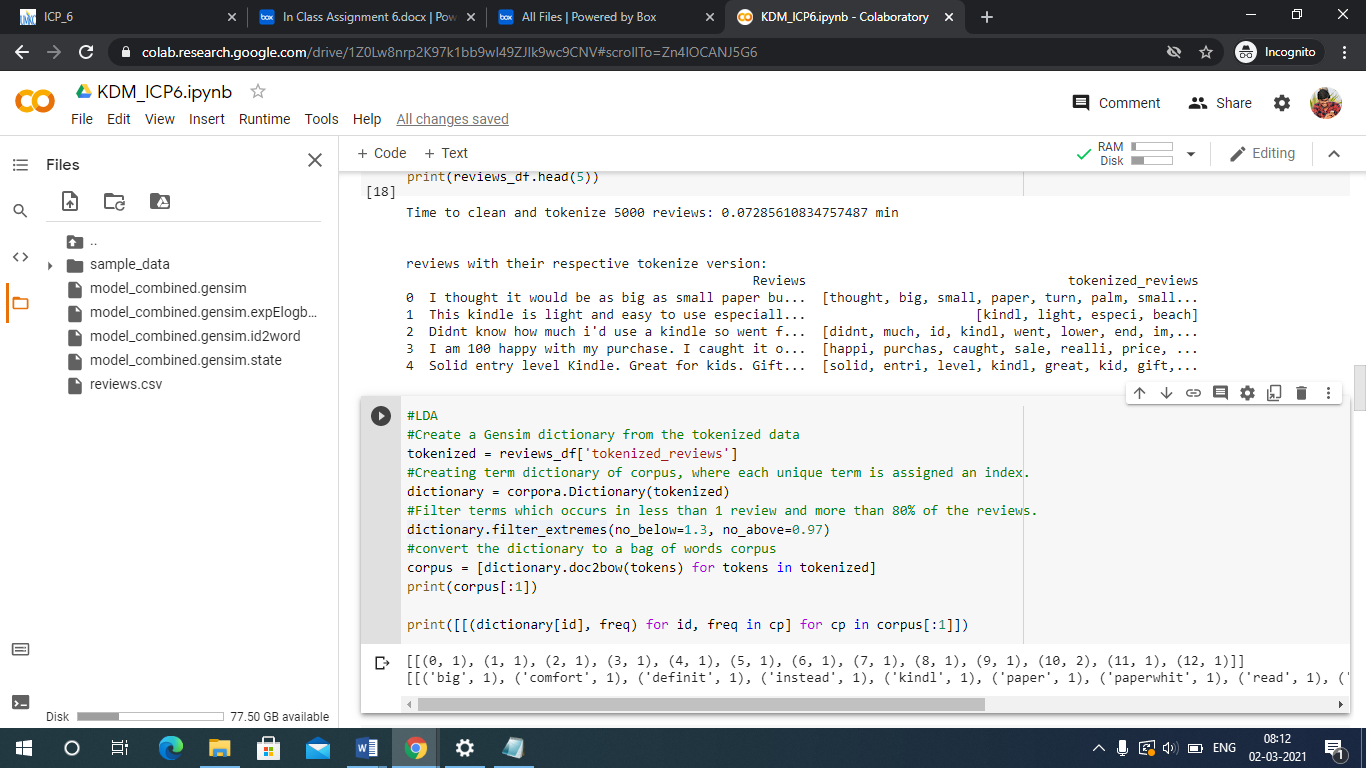 ICP_6
In Class Assignment 6.docx | Pow
All Files | Powered by Box
KDM_ICP6.ipynb - Colaboratory
colab.research.google.com/drive/1Z0Lw8nrp2K97k1bb9wI49ZJIk9wc9CNV#scrollTo=Zn4IOCANJ5G6
Incognito
KDM_ICP6.ipynb
Comment
Share
File Edit View Insert Runtime Tools Help All changes saved
Files
+ Code + Text
RAM
Disk
Editing
..
sample_data
model_combined.gensim
model_combined.gensim.expElogb...
model_combined.gensim.id2word
model_combined.gensim.state
reviews.csv
Disk 77.50 GB available
print(reviews_df.head(5))
[18]
Time to clean and tokenize 5000 reviews: 0.07285610834757487 min
reviews with their respective tokenize version:
Reviews tokenized_reviews
0 I thought it would be as big as small paper bu... [thought, big, small, paper, turn, palm, small...
1 This kindle is light and easy to use especiall... [kindl, light, especi, beach]
2 Didnt know how much i'd use a kindle so went f... [didnt, much, id, kindl, went, lower, end, im,...
3 I am 100 happy with my purchase. I caught it o... [happi, purchas, caught, sale, realli, price, ...
4 Solid entry level Kindle. Great for kids. Gift... [solid, entri, level, kindl, great, kid, gift,...
#LDA
#Create a Gensim dictionary from the tokenized data
tokenized = reviews_df['tokenized_reviews']
#Creating term dictionary of corpus, where each unique term is assigned an index.
dictionary = corpora.Dictionary(tokenized)
#Filter terms which occurs in less than 1 review and more than 80% of the reviews.
dictionary.filter_extremes(no_below=1.3, no_above=0.97)
#convert the dictionary to a bag of words corpus
corpus = [dictionary.doc2bow(tokens) for tokens in tokenized]
print(corpus[:1])
print([[(dictionary[id], freq) for id, freq in cp] for cp in corpus[:1]])
[[(0, 1), (1, 1), (2, 1), (3, 1), (4, 1), (5, 1), (6, 1), (7, 1), (8, 1), (9, 1), (10, 2), (11, 1), (12, 1)]]
[[('big', 1), ('comfort', 1), ('definit', 1), ('instead', 1), ('kindl', 1), ('paper', 1), ('paperwhit', 1), ('read', 1), ('
ENG
08:12
02-03-2021
1